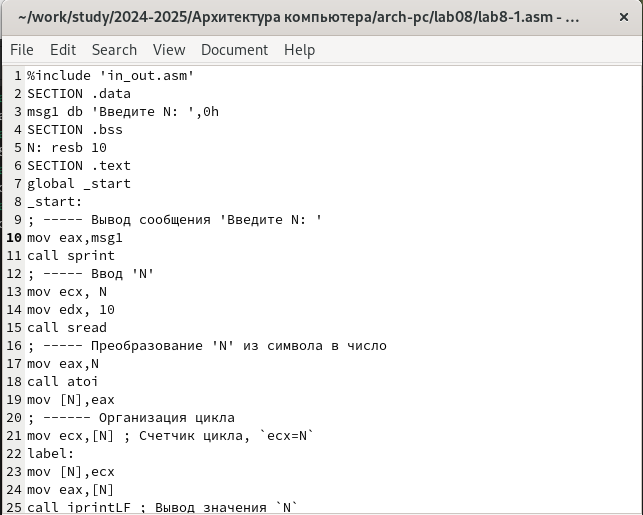 ~/work/study/2024-2025/Архитектура компьютера/arch-pc/lab08/lab8-1.asm - ...
File Edit Search View Document Help
1 %include 'in_out.asm'
2 SECTION .data
3 msg1 db 'Введите N: ',0h
4 SECTION .bss
5 N: resb 10
6 SECTION .text
7 global _start
8 _start:
9 ; ----- Вывод сообщения 'Введите N: '
10 mov eax,msg1
11 call sprint
12 ; ----- Ввод 'N'
13 mov ecx, N
14 mov edx, 10
15 call sread
16 ; ----- Преобразование 'N' из символа в число
17 mov eax,N
18 call atoi
19 mov [N],eax
20 ; ------ Организация цикла
21 mov ecx,[N] ; Счетчик цикла, `ecx=N`
22 label:
23 mov [N],ecx
24 mov eax,[N]
25 call iprintLF ; Вывод значения `N`